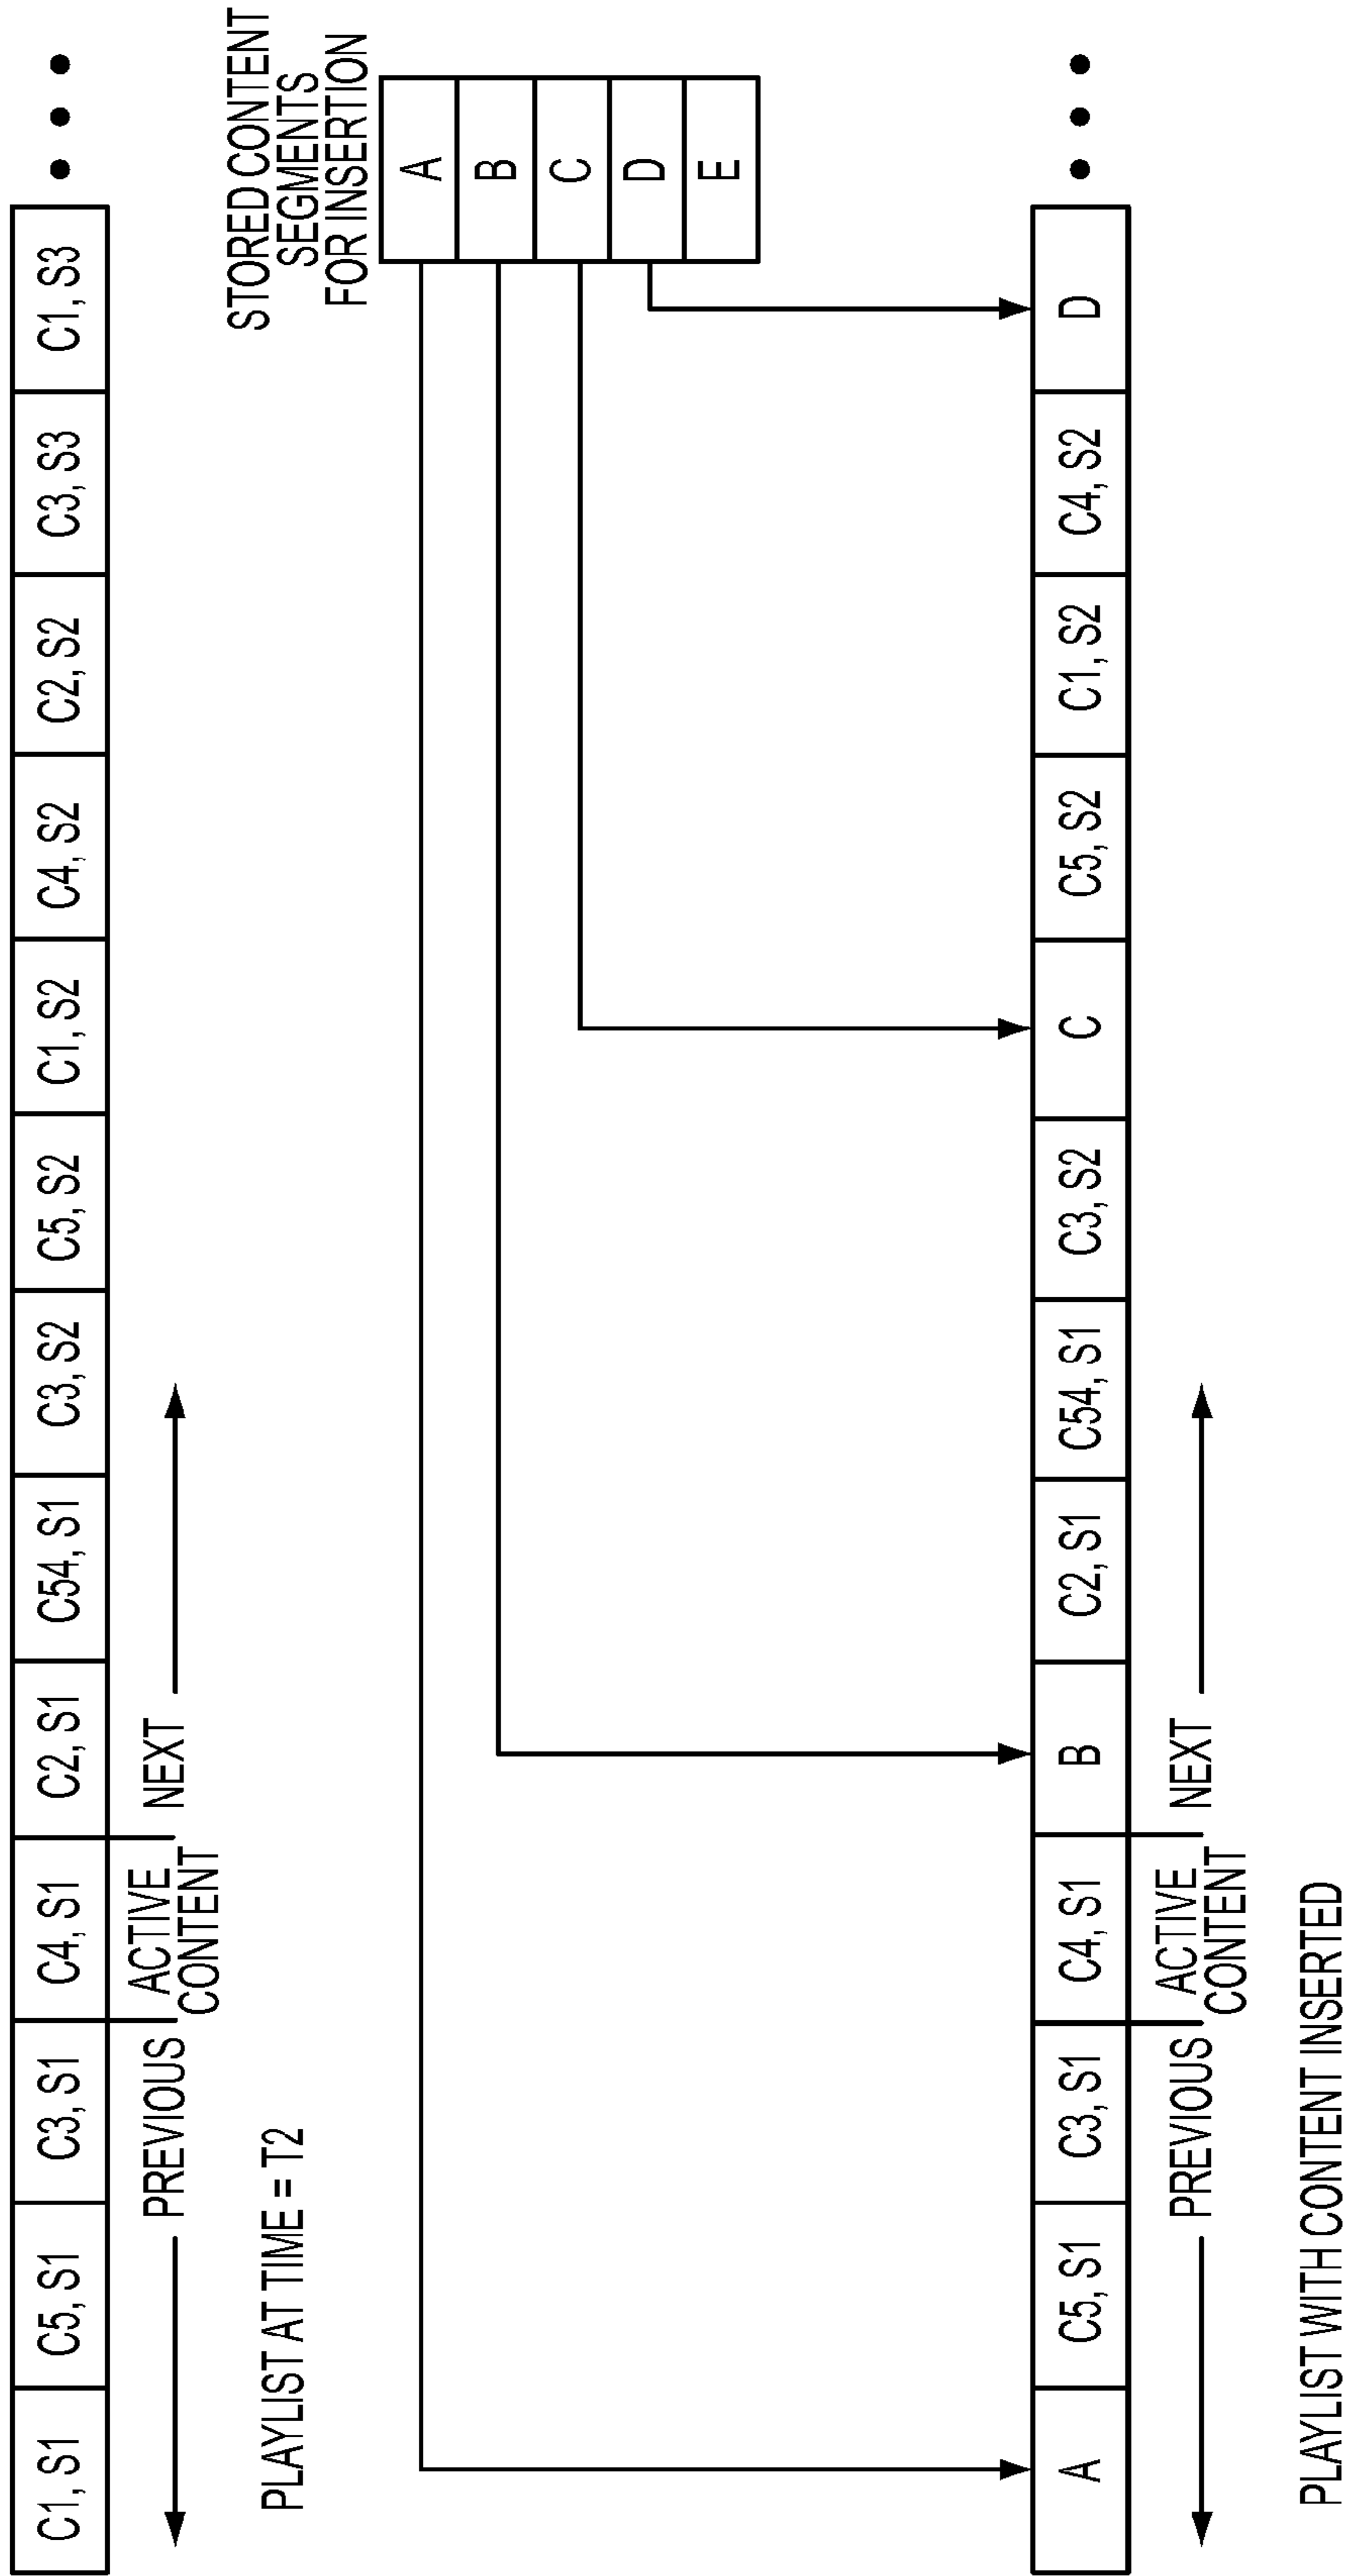 C1, S1
C5, S1
C3, S1
C4, S1
C2, S1
C54, S1
C3, S2
C5, S2
C1, S2
C4, S2
C2, S2
C3, S3
C1, S3
PREVIOUS
ACTIVE
CONTENT
NEXT
PLAYLIST AT TIME = T2
STORED CONTENT
SEGMENTS
FOR INSERTION
A
B
C
D
E
A
C5, S1
C3, S1
C4, S1
B
C2, S1
C54, S1
C3, S2
C
C5, S2
C1, S2
C4, S2
D
PREVIOUS
ACTIVE
CONTENT
NEXT
PLAYLIST WITH CONTENT INSERTED